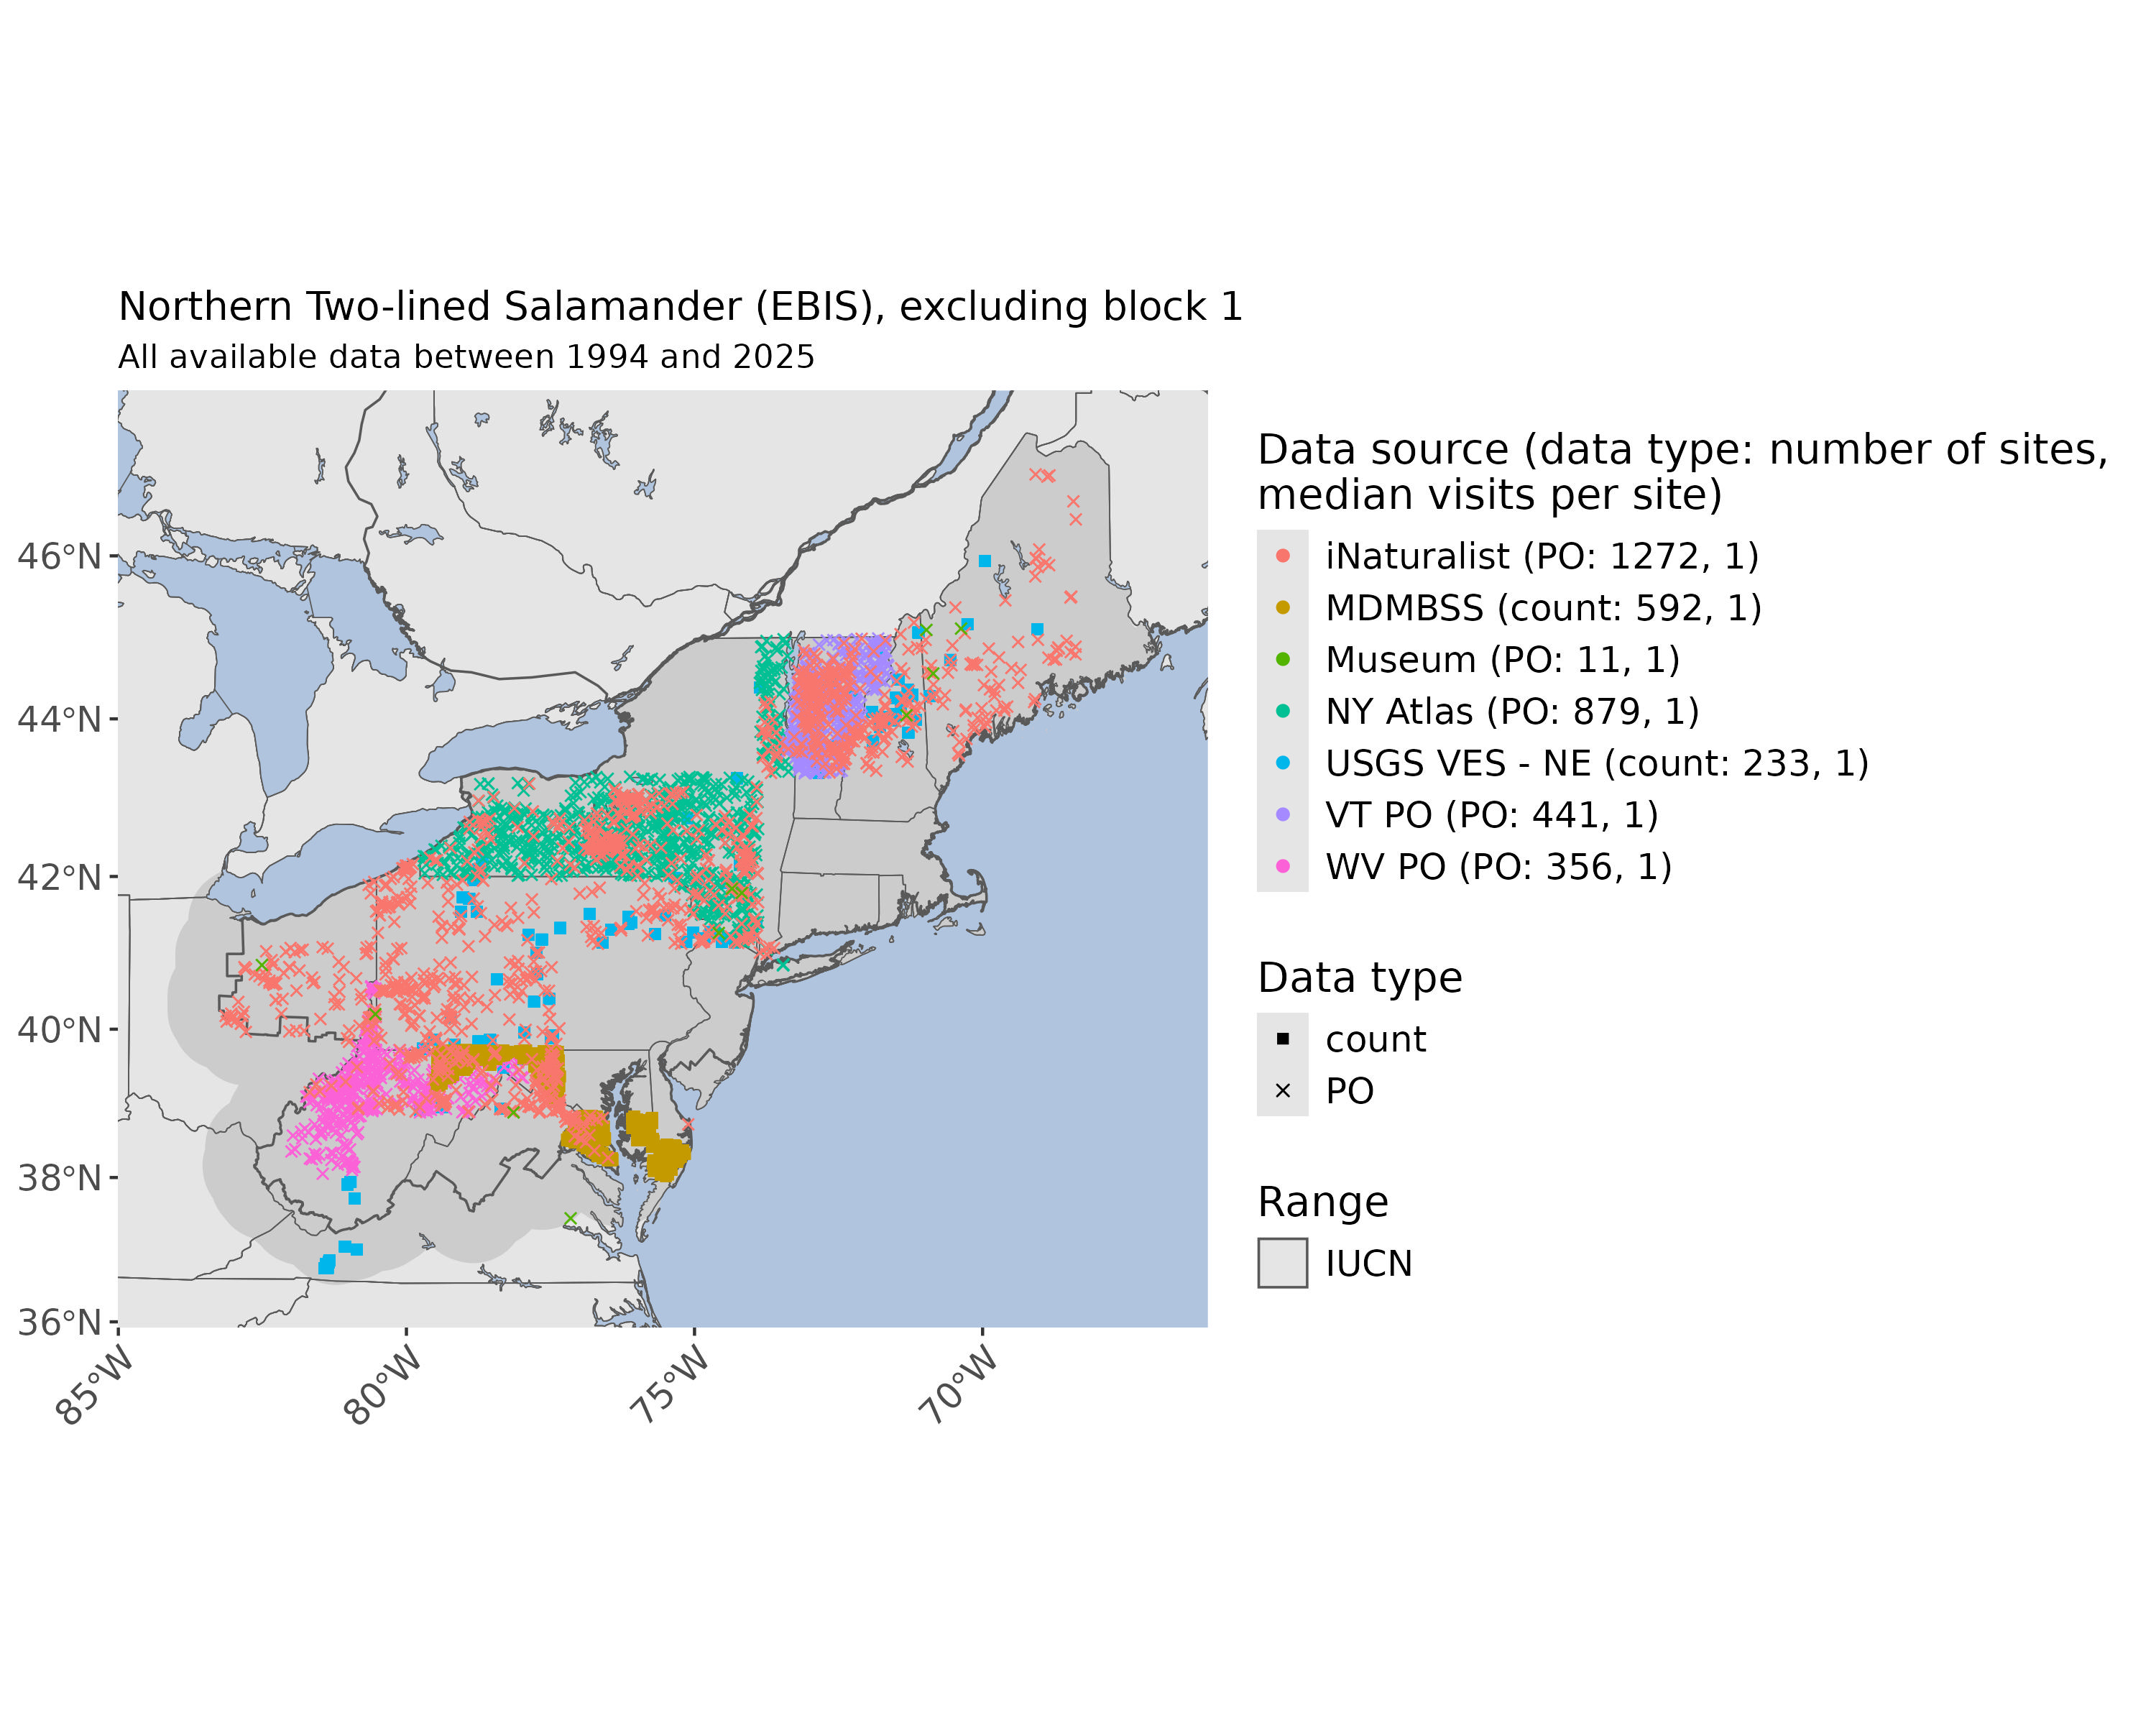 Northern Two-lined Salamander (EBIS), excluding block 1
All available data between 1994 and 2025
46°N
44°N
42°N
40°N
38°N
36°N
85°W
80°W
75°W
70°W
Data source (data type: number of sites,
median visits per site)
iNaturalist (PO: 1272, 1)
MDMBSS (count: 592, 1)
Museum (PO: 11, 1)
NY Atlas (PO: 879, 1)
USGS VES - NE (count: 233, 1)
VT PO (PO: 441, 1)
WV PO (PO: 356, 1)
Data type
count
PO
Range
IUCN